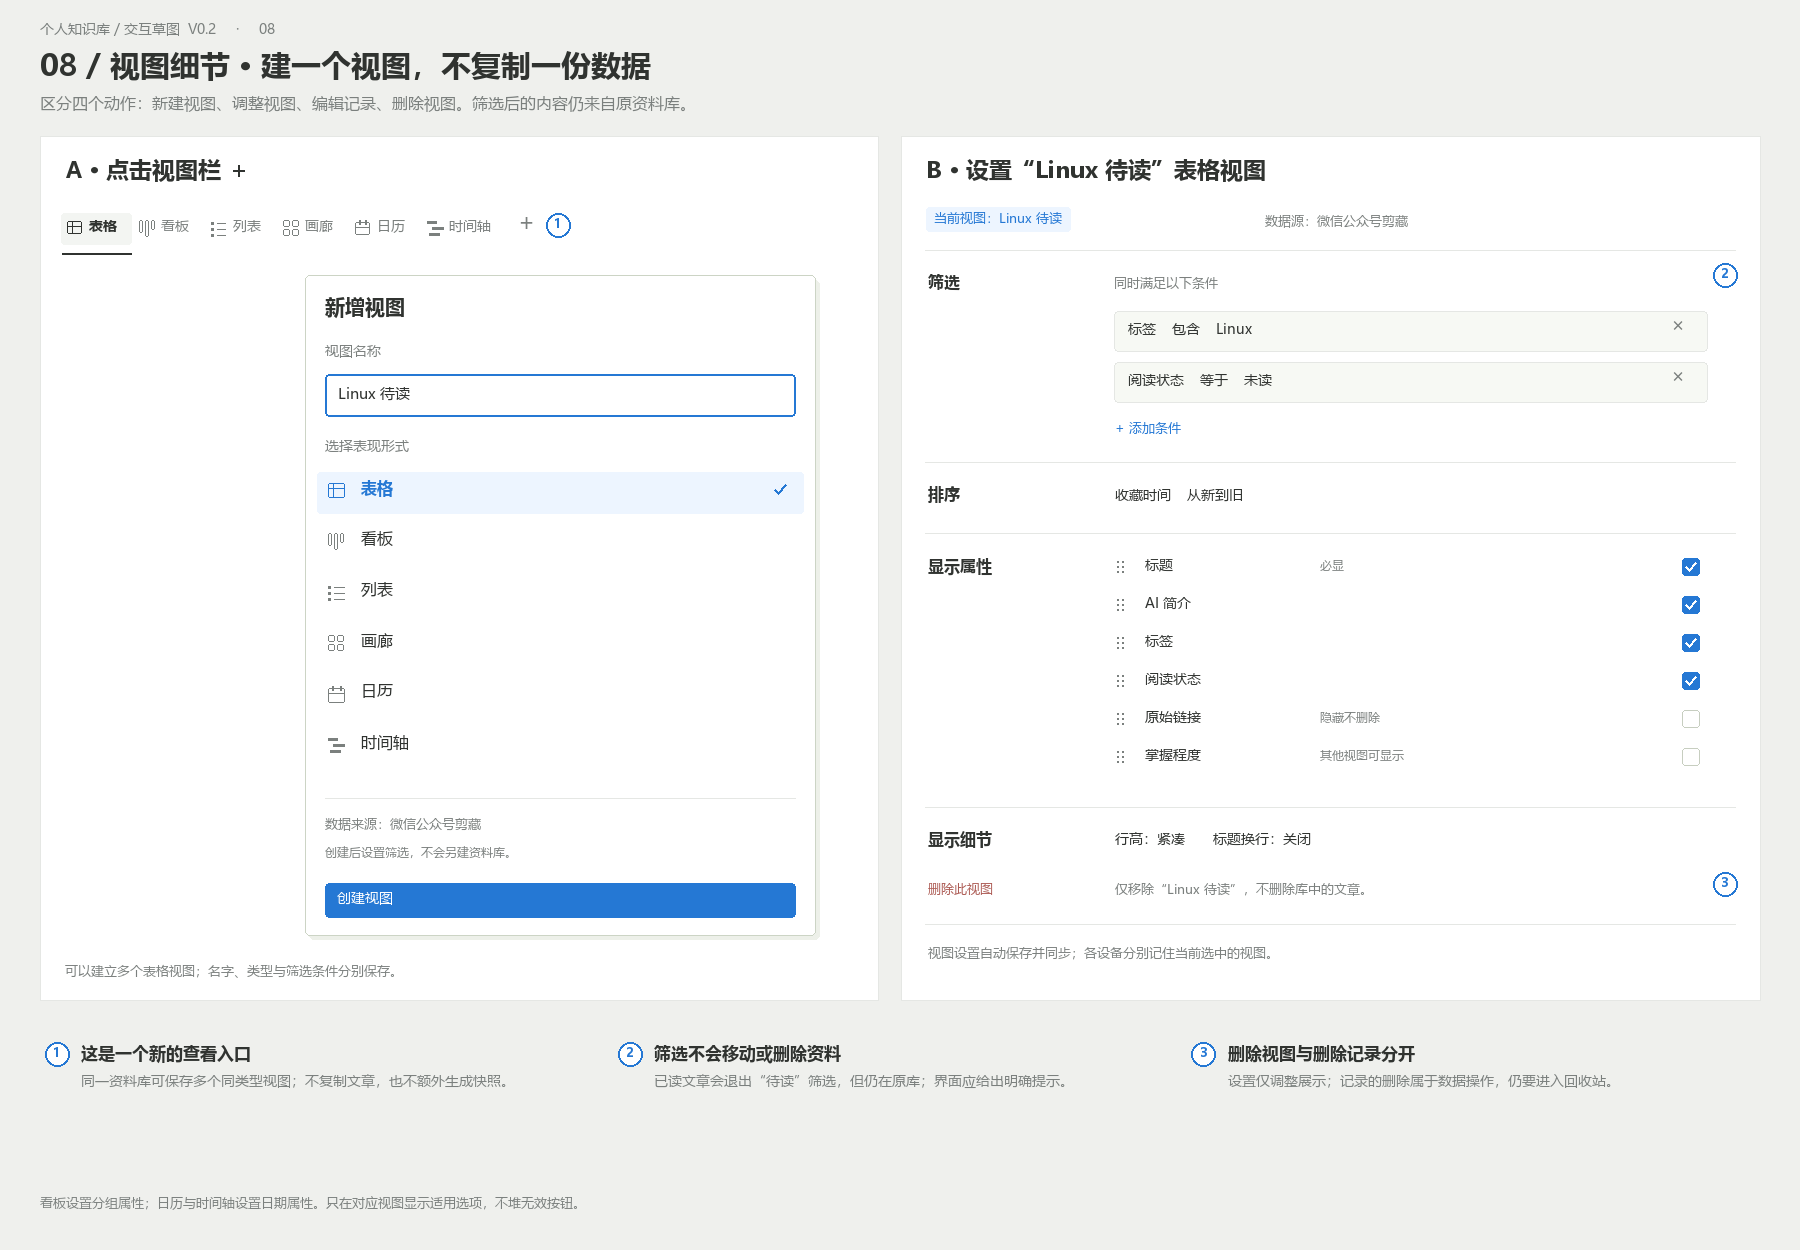 个人知识库 / 交互草图 V0.2 · 08
08 / 视图细节 • 建一个视图，不复制一份数据
区分四个动作：新建视图、调整视图、编辑记录、删除视图。筛选后的内容仍来自原资料库。
A • 点击视图栏 +
表格 看板 列表 画廊 日历 时间轴 + 1
新增视图
视图名称
Linux 待读
选择表现形式
表格
看板
列表
画廊
日历
时间轴
数据来源：微信公众号剪藏
创建后设置筛选，不会另建资料库。
创建视图
可以建立多个表格视图；名字、类型与筛选条件分别保存。
B • 设置“Linux 待读”表格视图
当前视图：Linux 待读 数据源：微信公众号剪藏
筛选 同时满足以下条件 2
标签 包含 Linux ×
阅读状态 等于 未读 ×
+ 添加条件
排序 收藏时间 从新到旧
显示属性 标题 必显
AI 简介
标签
阅读状态
原始链接 隐藏不删除
掌握程度 其他视图可显示
显示细节 行高：紧凑 标题换行：关闭
删除此视图 仅移除“Linux 待读”，不删除库中的文章。 3
视图设置自动保存并同步；各设备分别记住当前选中的视图。
1 这是一个新的查看入口
同一资料库可保存多个同类型视图；不复制文章，也不额外生成快照。
2 筛选不会移动或删除资料
已读文章会退出“待读”筛选，但仍在原库；界面应给出明确提示。
3 删除视图与删除记录分开
设置仅调整展示；记录的删除属于数据操作，仍要进入回收站。
看板设置分组属性；日历与时间轴设置日期属性。只在对应视图显示适用选项，不堆无效按钮。